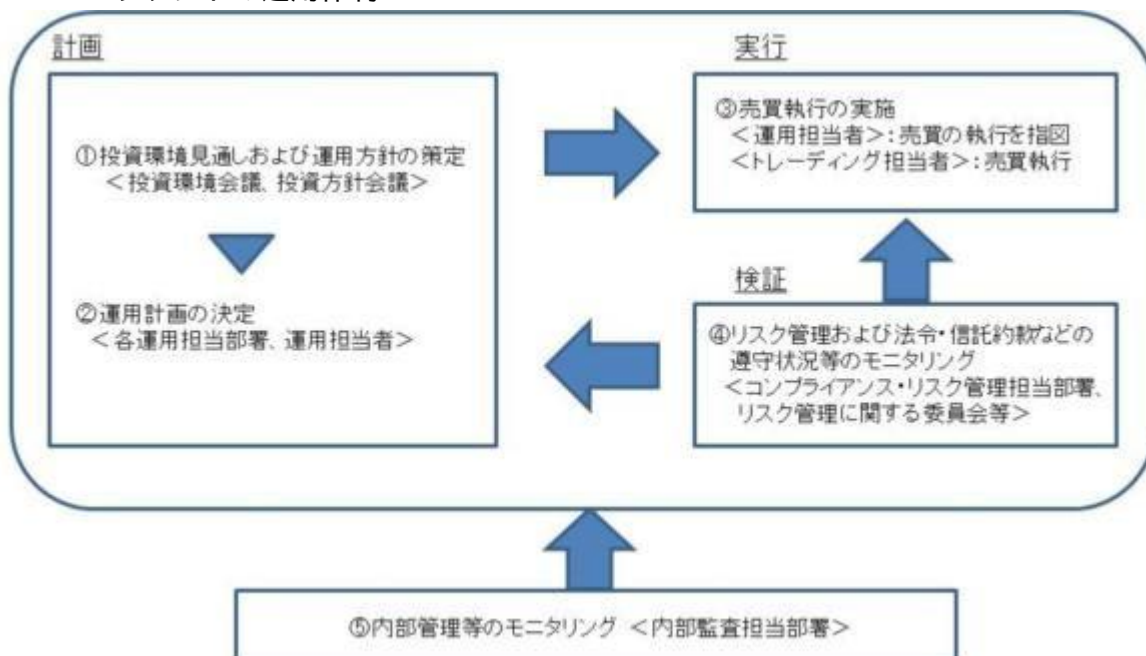 計画
①投資環境見通しおよび運用方針の策定
<投資環境会議、投資方針会議>
②運用計画の決定
<各運用担当部署、運用担当者>
実行
③売買執行の実施
<運用担当者>:売買の執行を指図
<トレーディング担当者>:売買執行
検証
④リスク管理および法令・信託約款などの
遵守状況等のモニタリング
<コンプライアンス・リスク管理担当部署、
リスク管理に関する委員会等>
⑤内部管理等のモニタリング <内部監査担当部署>